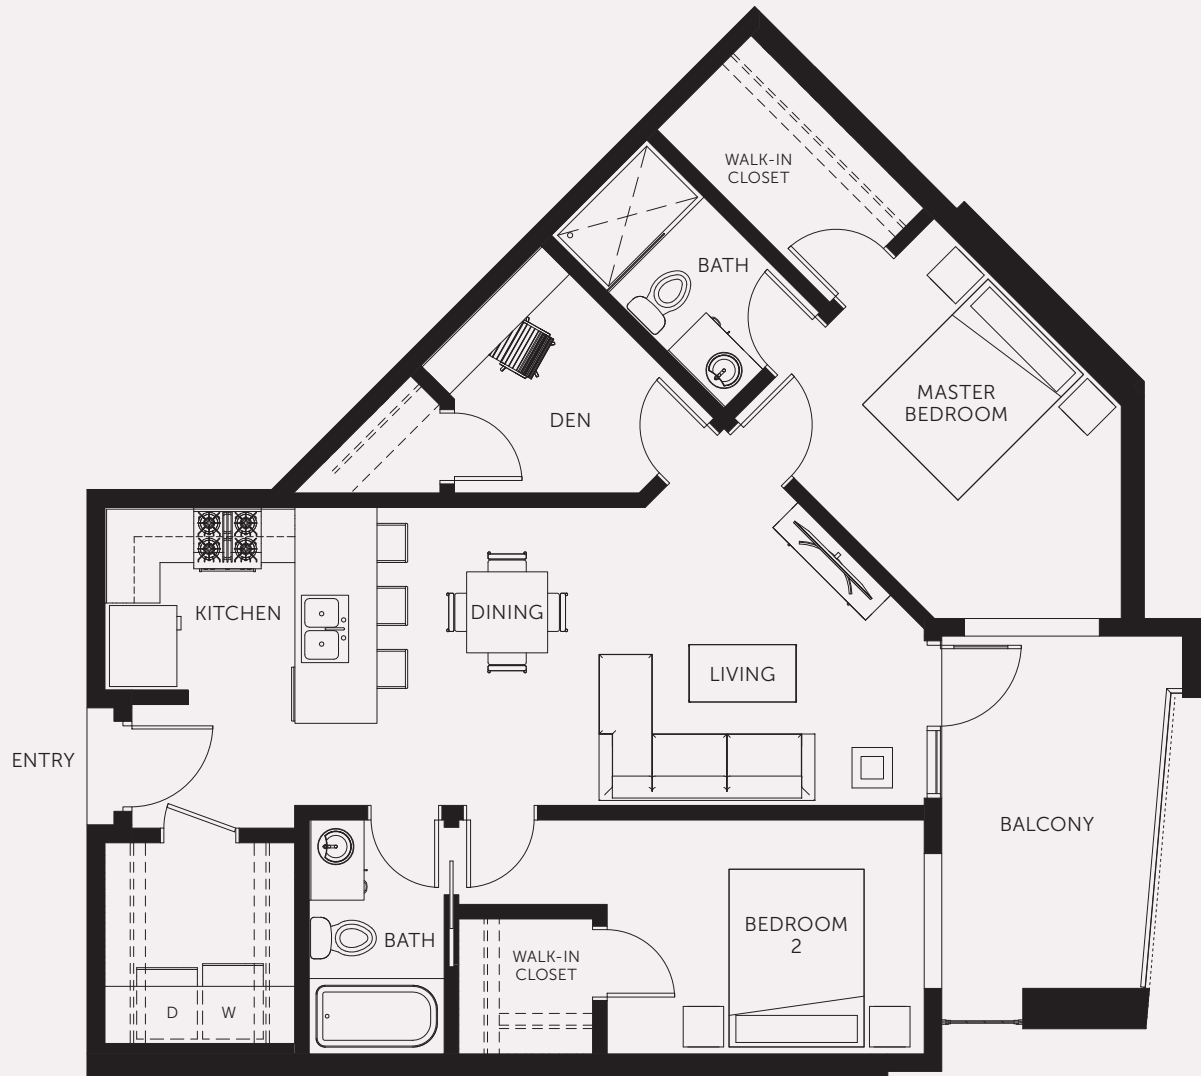 WALK-IN
CLOSET
BATH
MASTER
BEDROOM
DEN
KITCHEN
DINING
LIVING
ENTRY
BALCONY
BATH
BEDROOM
2
WALK-IN
CLOSET
D
W